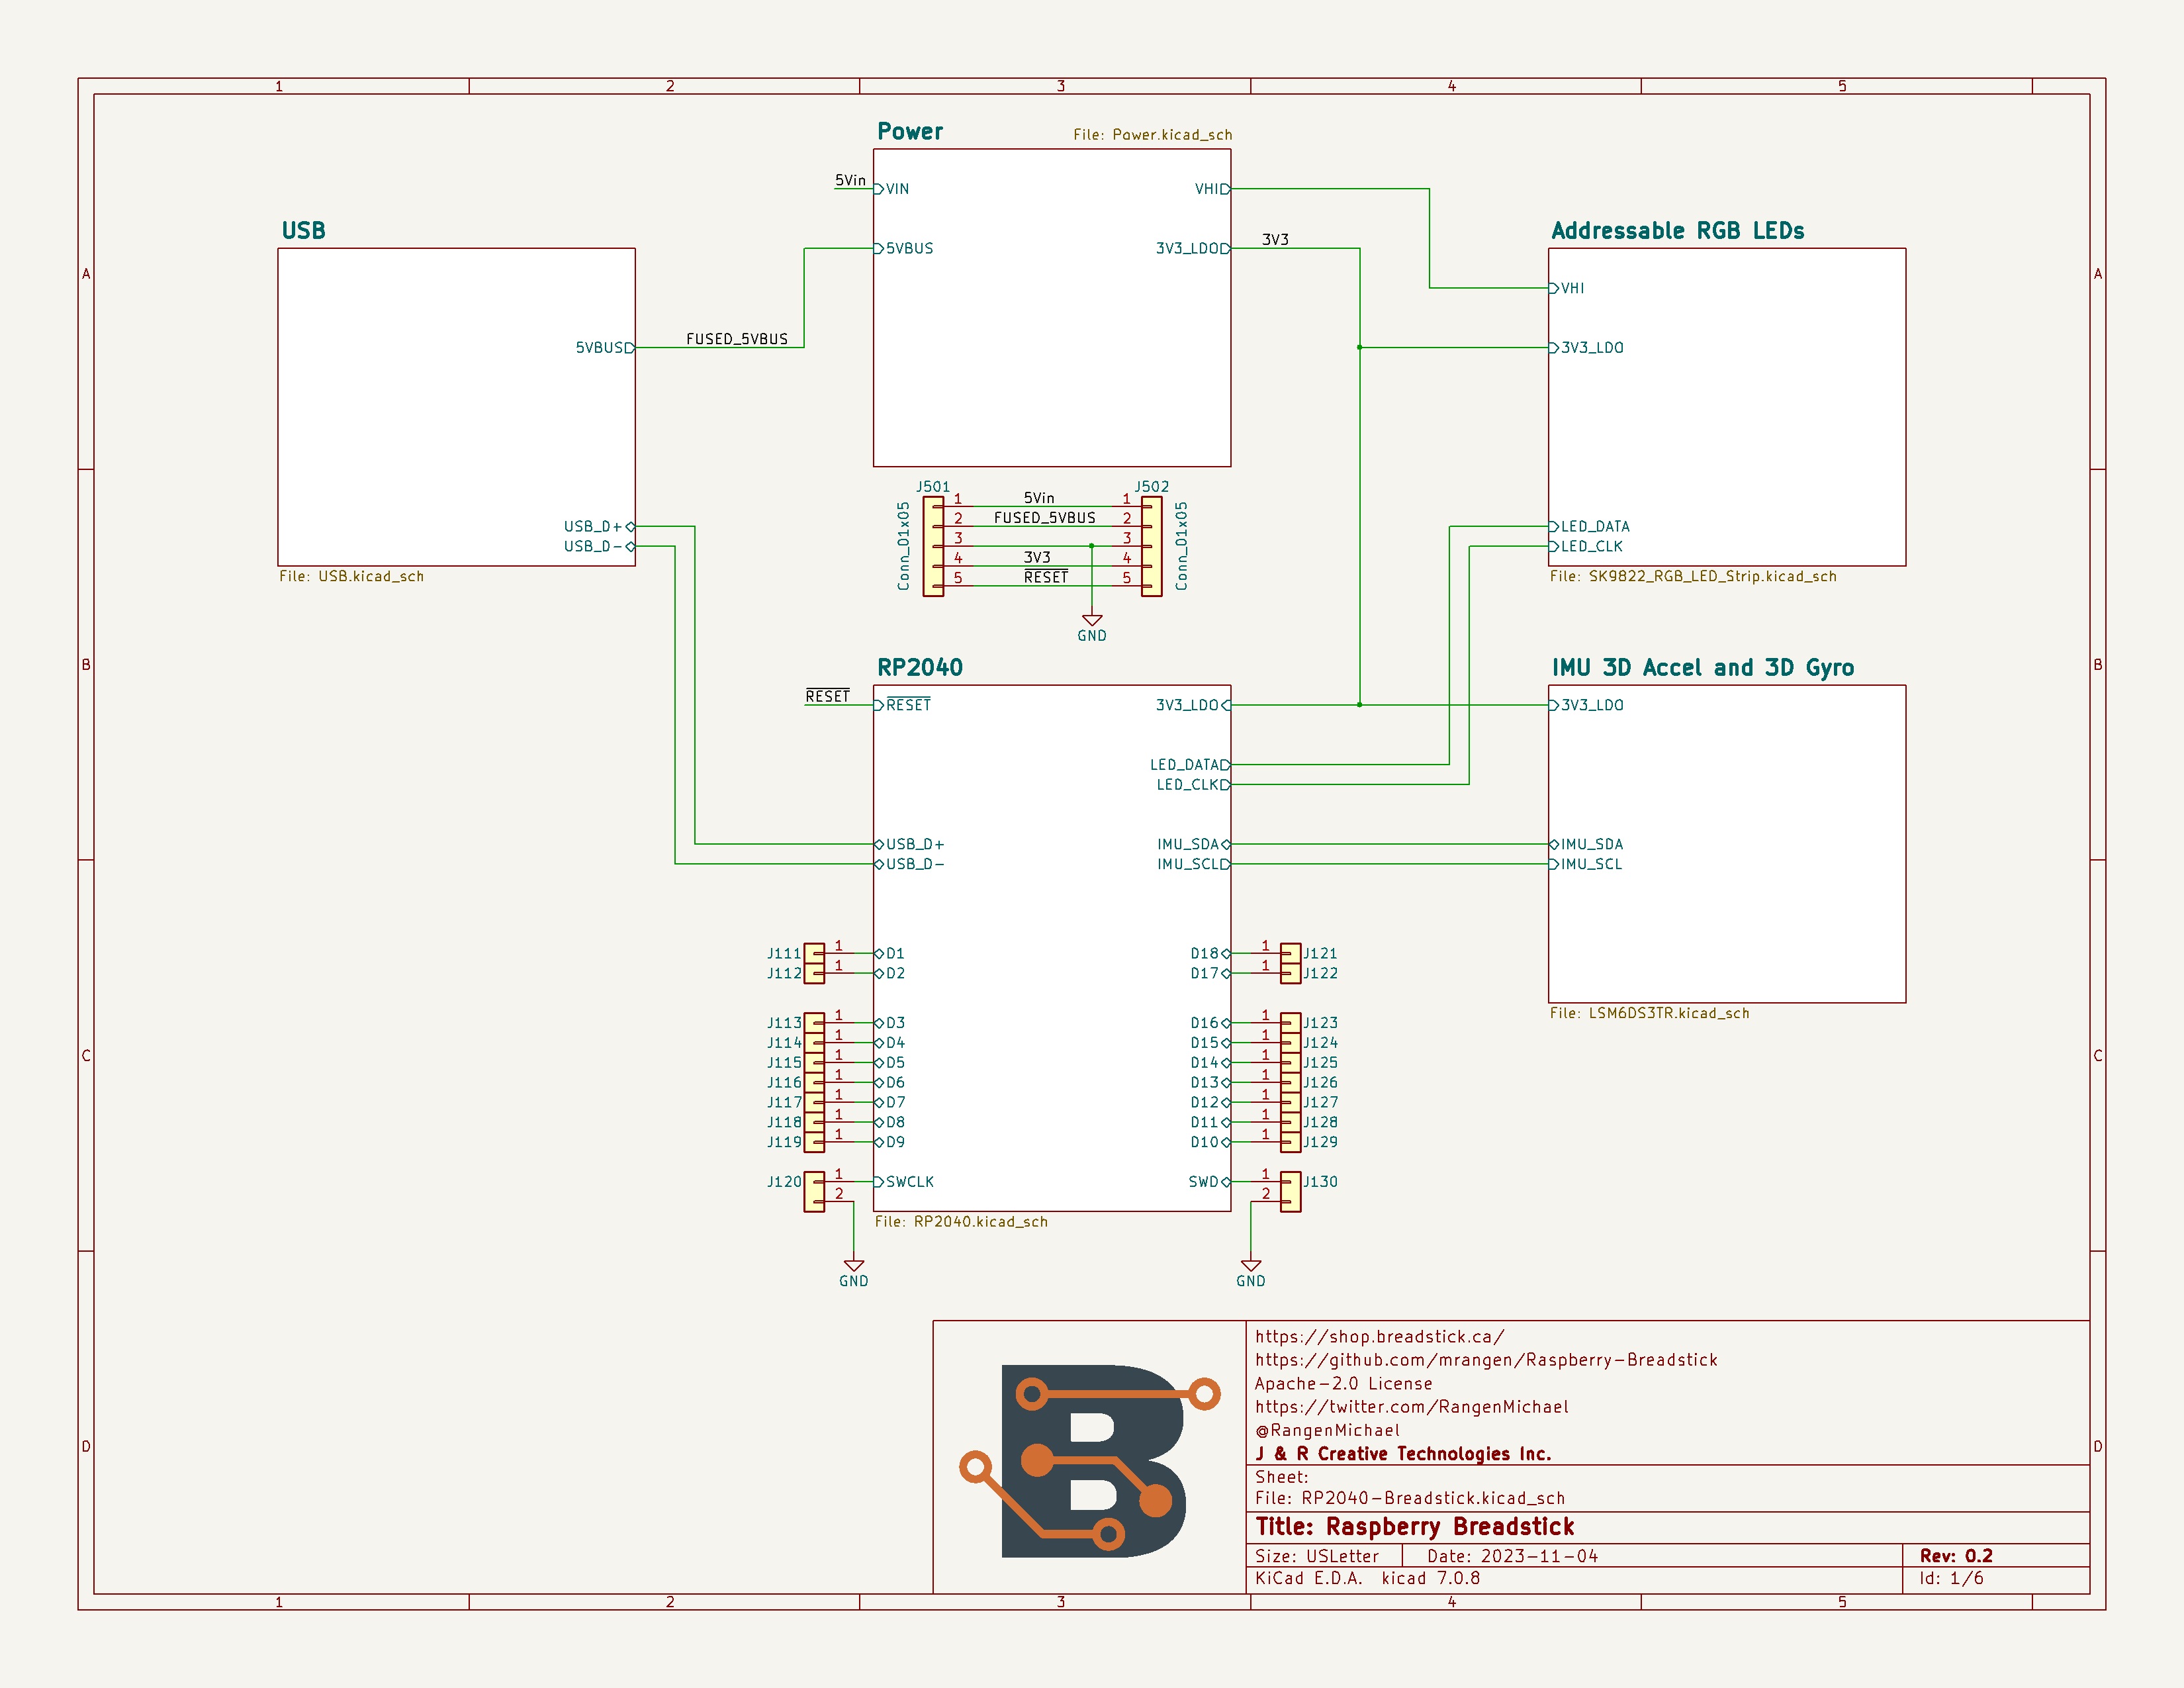 1 2 3 4 5
Power
File: Power.kicad_sch
5Vin
VIN
VHI
5VBUS
3V3_LDO
3V3
USB
5VBUS
FUSED_5VBUS
USB_D+
USB_D-
File: USB.kicad_sch
Addressable RGB LEDs
VHI
3V3_LDO
LED_DATA
LED_CLK
File: SK9822_RGB_LED_Strip.kicad_sch
A
A
J501
J502
Conn_01x05
Conn_01x05
1 5Vin 1
2 FUSED_5VBUS 2
3 3
4 3V3 4
5 RESET 5
GND
B
B
RP2040
RESET
RESET
3V3_LDO
LED_DATA
LED_CLK
USB_D+
IMU_SDA
USB_D-
IMU_SCL
IMU 3D Accel and 3D Gyro
3V3_LDO
IMU_SDA
IMU_SCL
File: LSM6DS3TR.kicad_sch
J111 1 D1
D18 1 J121
J112 1 D2
D17 1 J122
J113 1 D3
D16 1 J123
J114 1 D4
D15 1 J124
J115 1 D5
D14 1 J125
J116 1 D6
D13 1 J126
J117 1 D7
D12 1 J127
J118 1 D8
D11 1 J128
J119 1 D9
D10 1 J129
J120 1 SWCLK
SWD 1 J130
2
2
File: RP2040.kicad_sch
GND
GND
C
C
https://shop.breadstick.ca/
https://github.com/mrangen/Raspberry-Breadstick
Apache-2.0 License
https://twitter.com/RangenMichael
@RangenMichael
J & R Creative Technologies Inc.
Sheet:
File: RP2040-Breadstick.kicad_sch
Title: Raspberry Breadstick
Size: USLetter
Date: 2023-11-04
Rev: 0.2
KiCad E.D.A. kicad 7.0.8
Id: 1/6
B
D
D
1 2 3 4 5